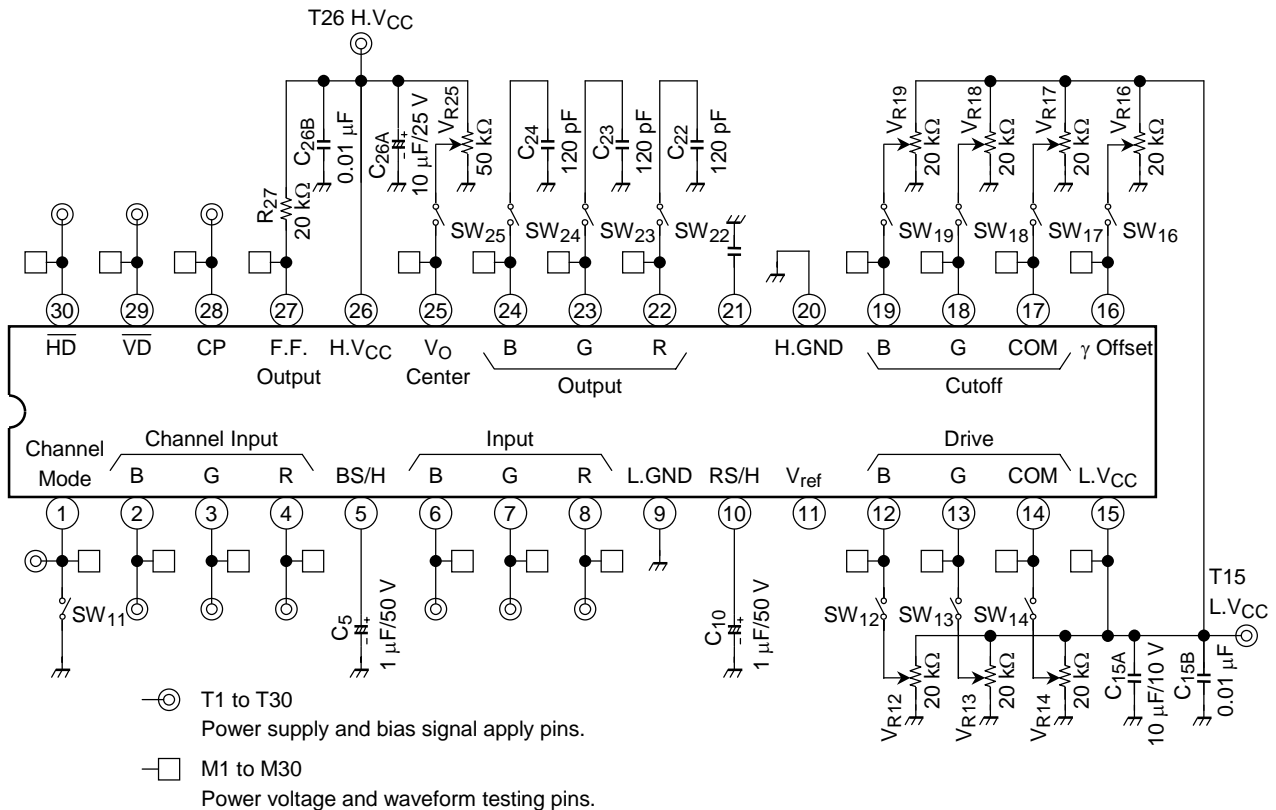 T26 H.VCC
C26B
0.01 µF
C26A
10 µF/25 V
VR25
50 kΩ
C24
120 pF
C23
120 pF
C22
120 pF
VR19
20 kΩ
VR18
20 kΩ
VR17
20 kΩ
VR16
20 kΩ
R27
20 kΩ
SW25
SW24
SW23
SW22
SW19
SW18
SW17
SW16
30 29 28 27 26 25 24 23 22 21 20 19 18 17 16
HD VD CP F.F. H.VCC VO B G R H.GND B G COM γ Offset
Output Center Output Cutoff
Channel Channel Input Input Drive
Mode B G R BS/H B G R L.GND RS/H Vref B G COM L.VCC
1 2 3 4 5 6 7 8 9 10 11 12 13 14 15
SW11
C5
- +
1 µF/50 V
C10
- +
1 µF/50 V
SW12
SW13
SW14
VR12
20 kΩ
VR13
20 kΩ
VR14
20 kΩ
C15A
10 µF/10 V
C15B
0.01 µF
T15
L.VCC
T1 to T30
Power supply and bias signal apply pins.
M1 to M30
Power voltage and waveform testing pins.